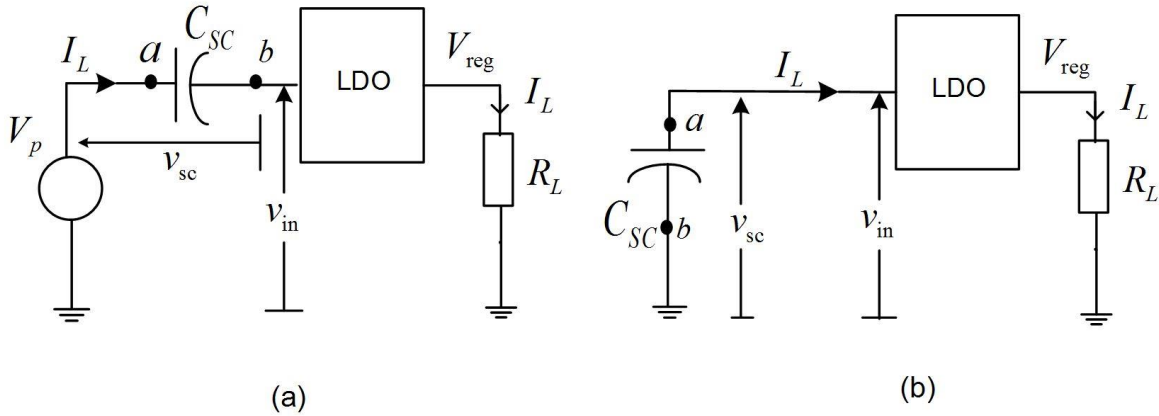 I_L a C_SC b LDO V_reg I_L
V_p v_sc v_in R_L
(a)
I_L LDO V_reg I_L
a C_SC b v_sc v_in R_L
(b)